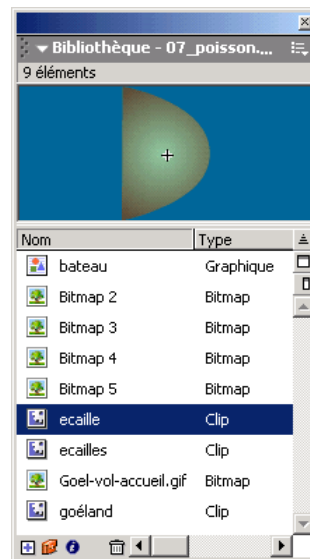 Bibliothèque - 07_poisson....
9 éléments
Nom Type
bateau Graphique
Bitmap 2 Bitmap
Bitmap 3 Bitmap
Bitmap 4 Bitmap
Bitmap 5 Bitmap
ecaille Clip
ecailles Clip
Goel-vol-accueil.gif Bitmap
goéland Clip